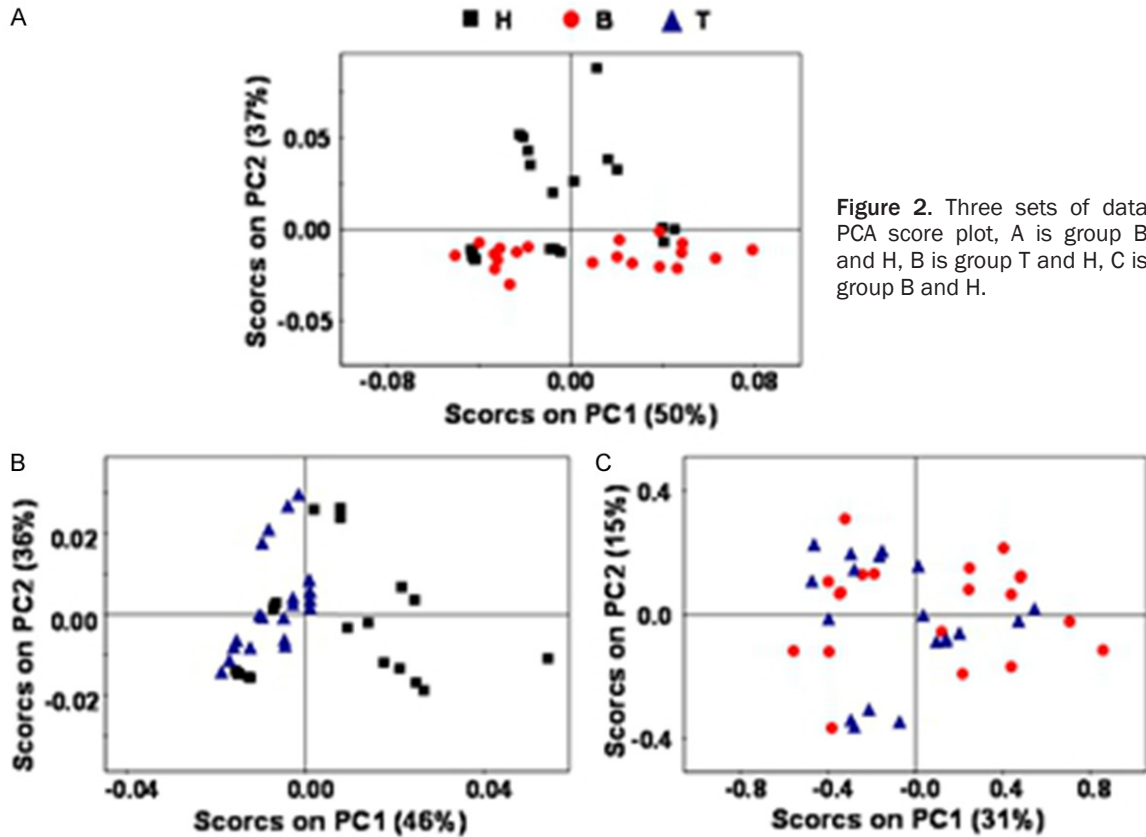 A
H B T
Scorcs on PC2 (37%)
0.05
0.00
-0.05
-0.08 0.00 0.08
Scorcs on PC1 (50%)
Figure 2. Three sets of data
PCA score plot, A is group B
and H, B is group T and H, C is
group B and H.
B
Scorcs on PC2 (36%)
0.02
0.00
-0.02
-0.04 0.00 0.04
Scorcs on PC1 (46%)
C
Scorcs on PC2 (15%)
0.4
0.0
-0.4
-0.8 -0.4 -0.0 0.4 0.8
Scorcs on PC1 (31%)